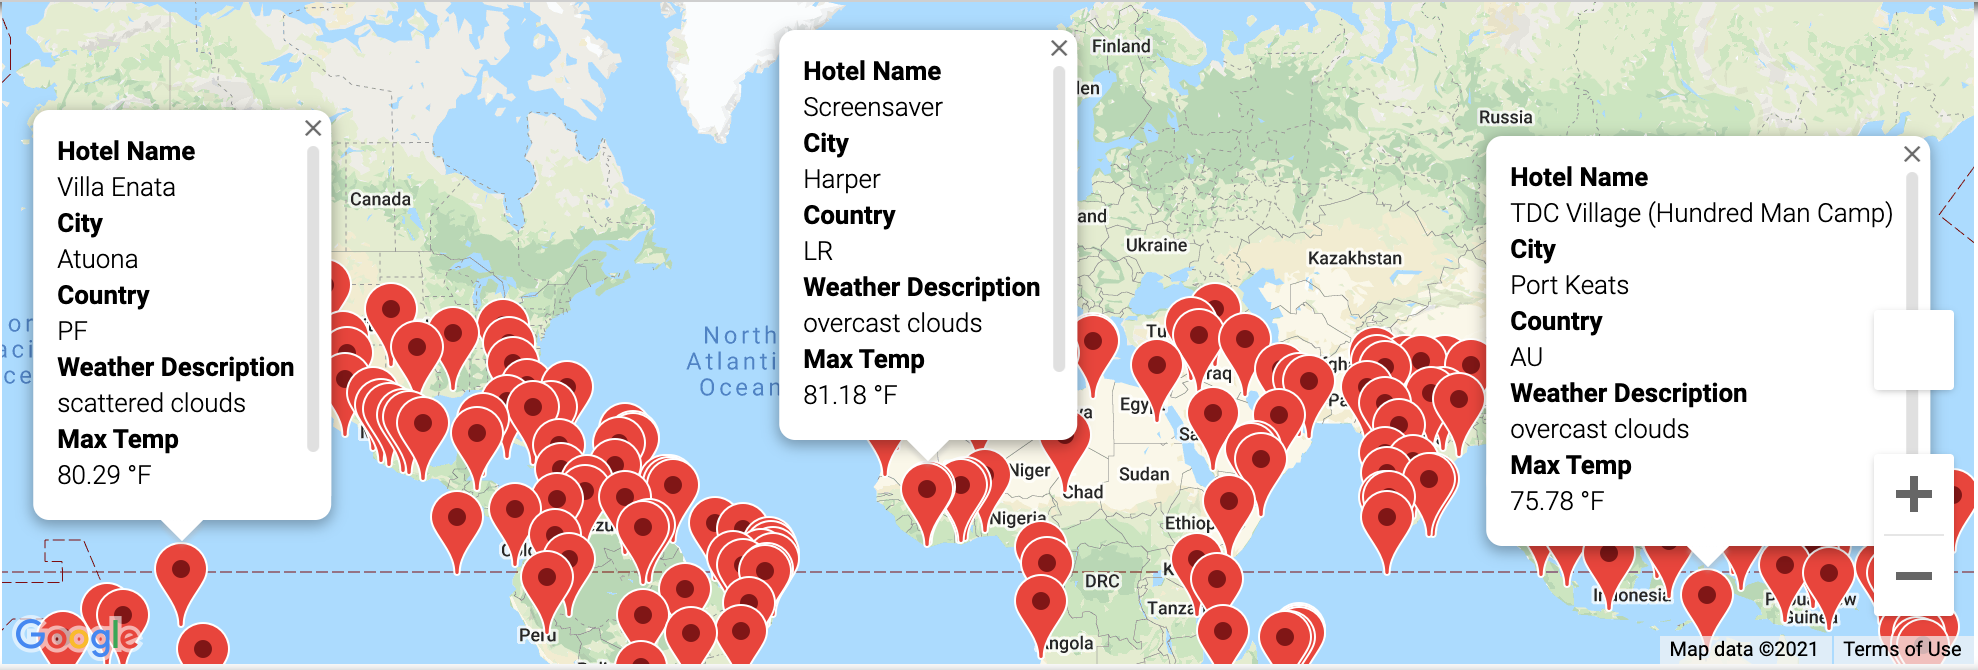 Hotel Name
Villa Enata
City
Atuona
Country
PF
Weather Description
scattered clouds
Max Temp
80.29 °F
Hotel Name
Screensaver
City
Harper
Country
LR
Weather Description
overcast clouds
Max Temp
81.18 °F
Hotel Name
TDC Village (Hundred Man Camp)
City
Port Keats
Country
AU
Weather Description
overcast clouds
Max Temp
75.78 °F
Canada
North
Atlanti
Ocean
Finland
Russia
Ukraine
Kazakhstan
Niger
Sudan
Chad
Nigeria
Ethiop
DRC
Tanza
Indonesia
Guinea
Peru
Google
Map data ©2021
Terms of Use